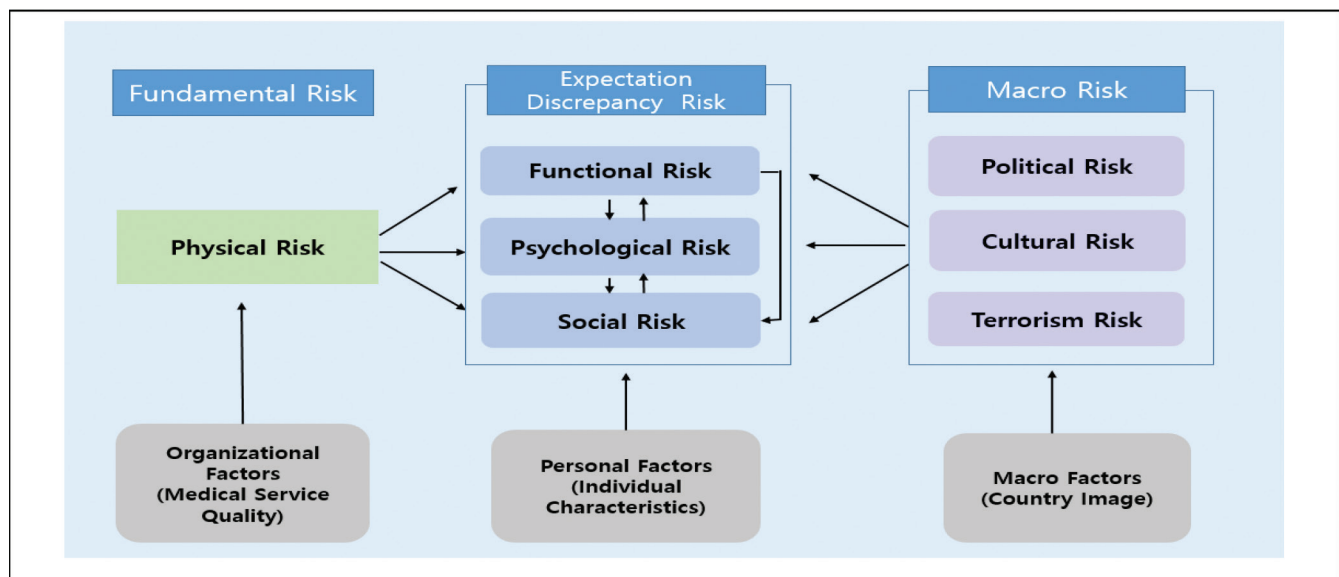 Fundamental Risk
Expectation
Discrepancy Risk
Macro Risk
Functional Risk
Political Risk
Physical Risk
Psychological Risk
Cultural Risk
Social Risk
Terrorism Risk
Organizational
Factors
(Medical Service
Quality)
Personal Factors
(Individual
Characteristics)
Macro Factors
(Country Image)